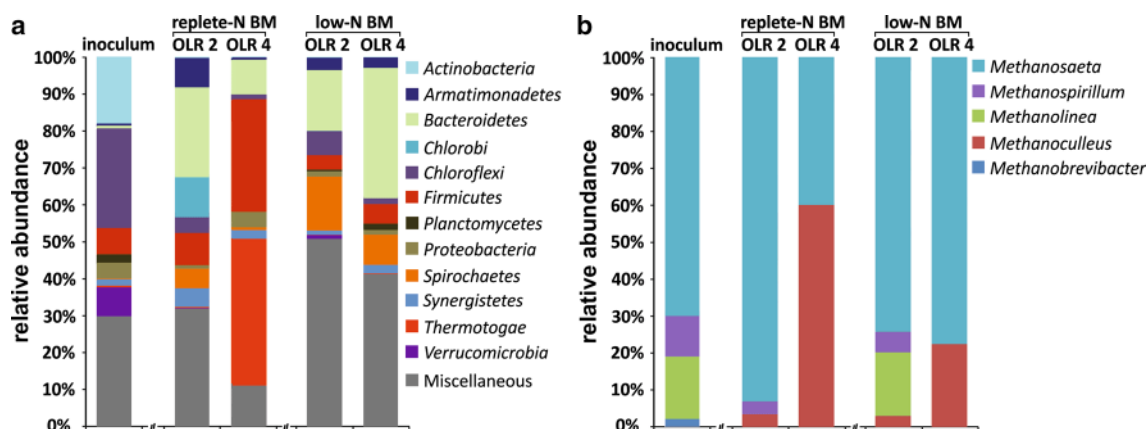 a
replete-N BM
low-N BM
inoculum
OLR 2
OLR 4
OLR 2
OLR 4
relative abundance
100%
90%
80%
70%
60%
50%
40%
30%
20%
10%
0%
Actinobacteria
Armatimonadetes
Bacteroidetes
Chlorobi
Chloroflexi
Firmicutes
Planctomycetes
Proteobacteria
Spirochaetes
Synergistetes
Thermotogae
Verrucomicrobia
Miscellaneous
b
replete-N BM
low-N BM
inoculum
OLR 2
OLR 4
OLR 2
OLR 4
relative abundance
100%
90%
80%
70%
60%
50%
40%
30%
20%
10%
0%
Methanosaeta
Methanospirillum
Methanolinea
Methanoculleus
Methanobrevibacter